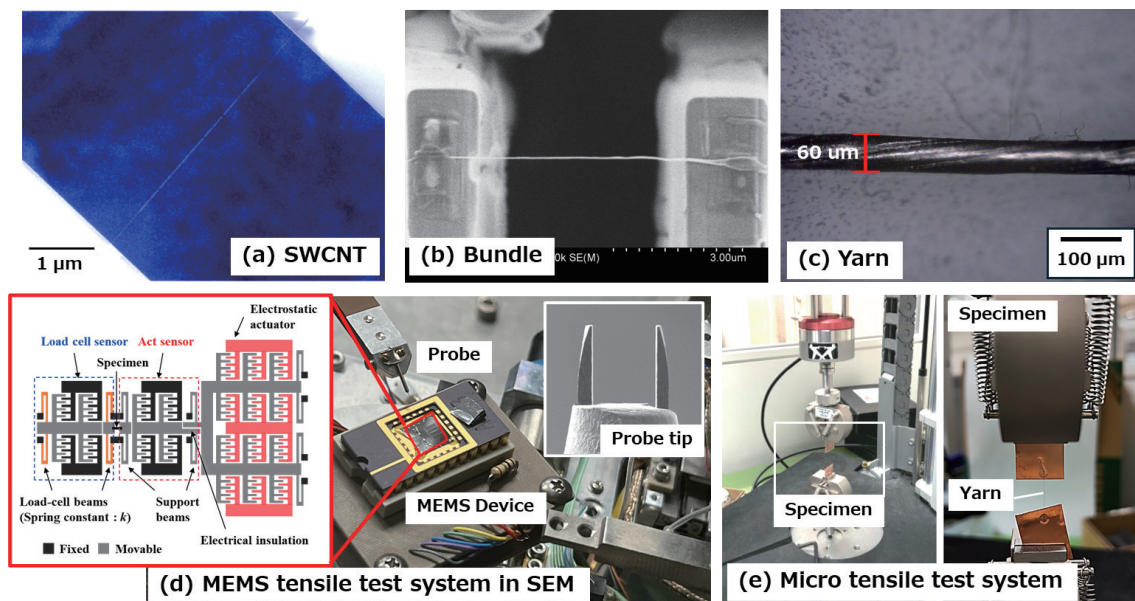 (a) SWCNT
1 μm
(b) Bundle
0k SE(M)
3.00um
60 um
(c) Yarn
100 μm
Electrostatic
actuator
Load cell sensor
Act sensor
Specimen
Load-cell beams
(Spring constant : k)
Support
beams
Electrical insulation
Fixed
Movable
Probe
Probe tip
MEMS Device
(d) MEMS tensile test system in SEM
Specimen
Specimen
Yarn
(e) Micro tensile test system